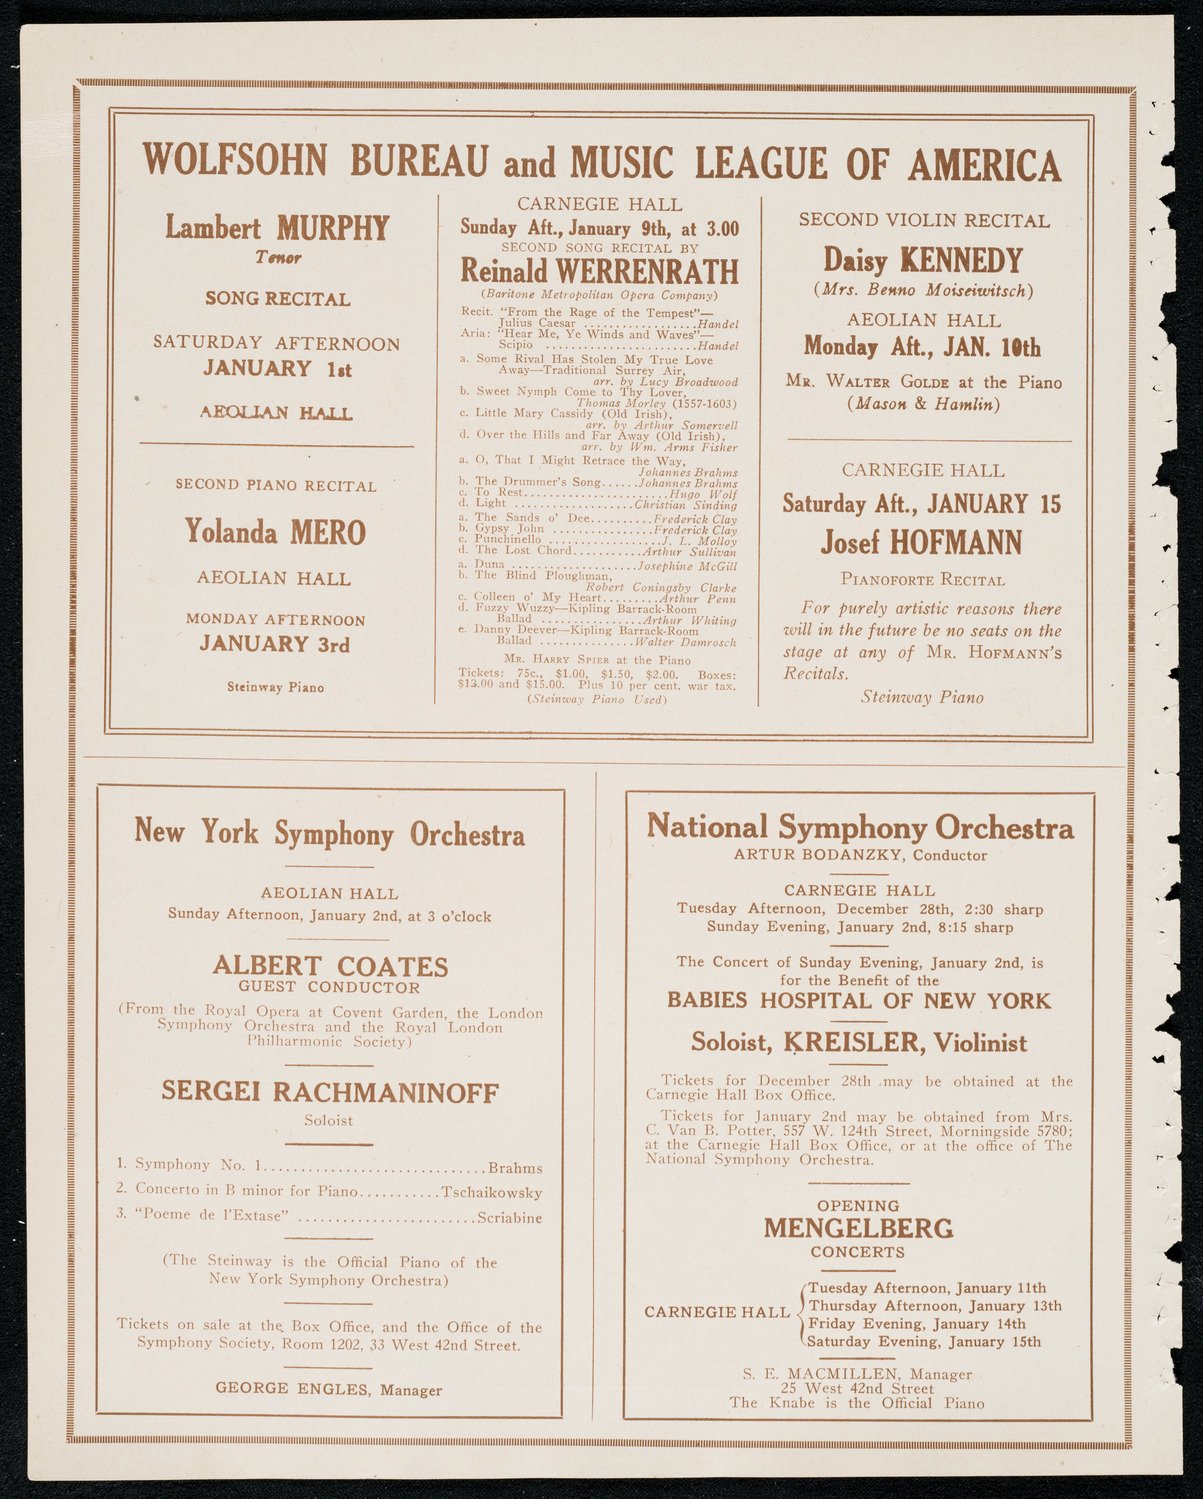 WOLFSOHN BUREAU and MUSIC LEAGUE OF AMERICA
Lambert MURPHY
Tenor
SONG RECITAL
SATURDAY AFTERNOON
JANUARY 1st
AEOLIAN HALL
SECOND PIANO RECITAL
Yolanda MERO
AEOLIAN HALL
MONDAY AFTERNOON
JANUARY 3rd
Steinway Piano
CARNEGIE HALL
Sunday Aft., January 9th, at 3.00
SECOND SONG RECITAL BY
Reinald WERRENRATH
(Baritone Metropolitan Opera Company)
Recit. "From the Rage of the Tempest"—
Julius Caesar ..................Handel
Aria: "Hear Me, Ye Winds and Waves"—
Scipio ........................Handel
a. Some Rival Has Stolen My True Love
Away—Traditional Surrey Air,
arr. by Lucy Broadwood
b. Sweet Nymph Come to Thy Lover,
Thomas Morley (1557-1603)
c. Little Mary Cassidy (Old Irish),
arr. by Arthur Somervell
d. Over the Hills and Far Away (Old Irish),
arr. by Wm. Arms Fisher
a. O, That I Might Retrace the Way,
Johannes Brahms
b. The Drummer's Song......Johannes Brahms
c. To Rest.......................Hugo Wolf
d. Light ...................Christian Sinding
a. The Sands o' Dee..........Frederick Clay
b. Gypsy John ................Frederick Clay
c. Punchinello ..................J. L. Molloy
d. The Lost Chord...........Arthur Sullivan
a. Duna ....................Josephine McGill
b. The Blind Ploughman,
Robert Coningsby Clarke
c. Colleen o' My Heart.........Arthur Penn
d. Fuzzy Wuzzy—Kipling Barrack-Room
Ballad ................Arthur Whiting
e. Danny Deever—Kipling Barrack-Room
Ballad ...............Walter Damrosch
MR. HARRY SPIER at the Piano
Tickets: 75c., $1.00, $1.50, $2.00. Boxes:
$13.00 and $15.00. Plus 10 per cent. war tax.
(Steinway Piano Used)
SECOND VIOLIN RECITAL
Daisy KENNEDY
(Mrs. Benno Moiseiwitsch)
AEOLIAN HALL
Monday Aft., JAN. 10th
MR. WALTER GOLDE at the Piano
(Mason & Hamlin)
CARNEGIE HALL
Saturday Aft., JANUARY 15
Josef HOFMANN
PIANOFORTE RECITAL
For purely artistic reasons there
will in the future be no seats on the
stage at any of MR. HOFMANN'S
Recitals.
Steinway Piano
New York Symphony Orchestra
AEOLIAN HALL
Sunday Afternoon, January 2nd, at 3 o'clock
ALBERT COATES
GUEST CONDUCTOR
(From the Royal Opera at Covent Garden, the London
Symphony Orchestra and the Royal London
Philharmonic Society)
SERGEI RACHMANINOFF
Soloist
1. Symphony No. 1..............................Brahms
2. Concerto in B minor for Piano...........Tschaikowsky
3. "Poeme de l'Extase" ........................Scriabine
(The Steinway is the Official Piano of the
New York Symphony Orchestra)
Tickets on sale at the Box Office, and the Office of the
Symphony Society, Room 1202, 33 West 42nd Street.
GEORGE ENGLES, Manager
National Symphony Orchestra
ARTUR BODANZKY, Conductor
CARNEGIE HALL
Tuesday Afternoon, December 28th, 2:30 sharp
Sunday Evening, January 2nd, 8:15 sharp
The Concert of Sunday Evening, January 2nd, is
for the Benefit of the
BABIES HOSPITAL OF NEW YORK
Soloist, KREISLER, Violinist
Tickets for December 28th may be obtained at the
Carnegie Hall Box Office.
Tickets for January 2nd may be obtained from Mrs.
C. Van B. Potter, 557 W. 124th Street, Morningside 5780;
at the Carnegie Hall Box Office, or at the office of The
National Symphony Orchestra.
OPENING
MENGELBERG
CONCERTS
CARNEGIE HALL
Tuesday Afternoon, January 11th
Thursday Afternoon, January 13th
Friday Evening, January 14th
Saturday Evening, January 15th
S. E. MACMILLEN, Manager
25 West 42nd Street
The Knabe is the Official Piano